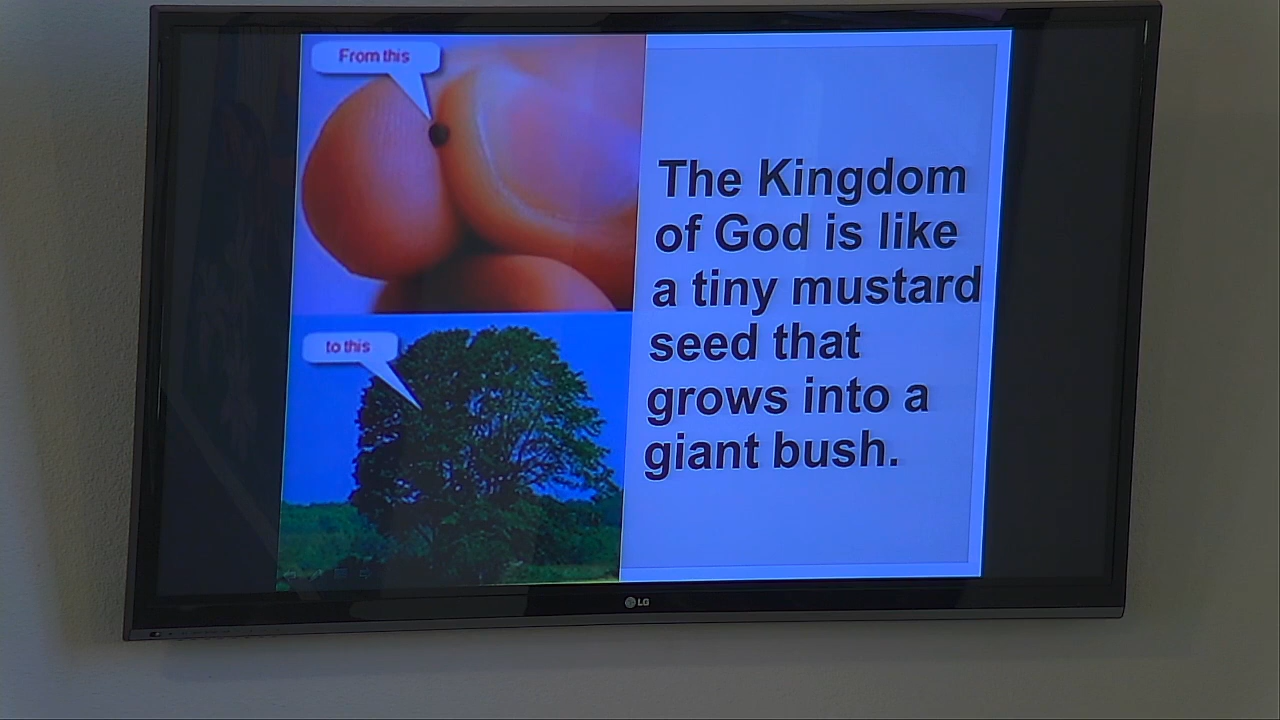 From this
to this
The Kingdom
of God is like
a tiny mustard
seed that
grows into a
giant bush.
LG